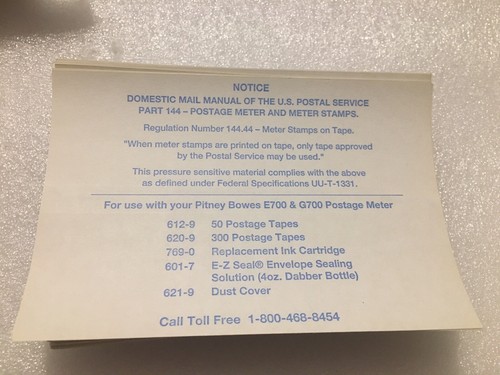 NOTICE
DOMESTIC MAIL MANUAL OF THE U.S. POSTAL SERVICE
PART 144 – POSTAGE METER AND METER STAMPS.
Regulation Number 144.44 – Meter Stamps on Tape.
"When meter stamps are printed on tape, only tape approved
by the Postal Service may be used."
This pressure sensitive material complies with the above
as defined under Federal Specifications UU-T-1331.
For use with your Pitney Bowes E700 & G700 Postage Meter
612-9 50 Postage Tapes
620-9 300 Postage Tapes
769-0 Replacement Ink Cartridge
601-7 E-Z Seal® Envelope Sealing
Solution (4oz. Dabber Bottle)
621-9 Dust Cover
Call Toll Free 1-800-468-8454